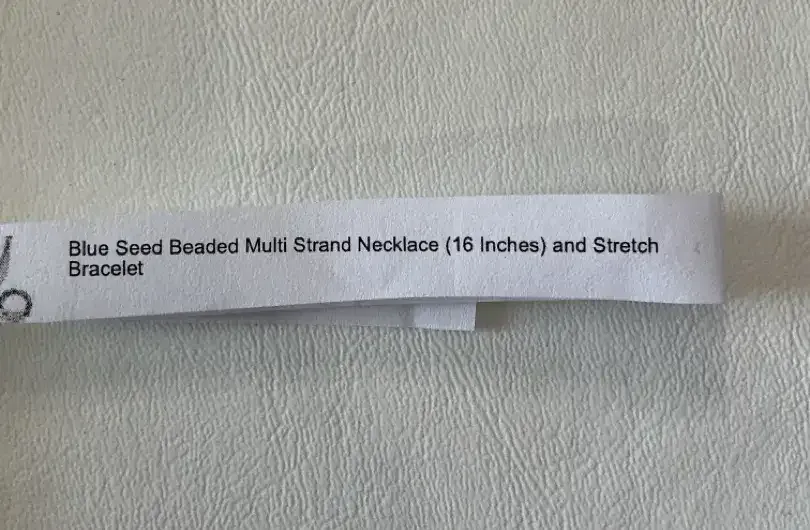 Blue Seed Beaded Multi Strand Necklace (16 Inches) and Stretch
Bracelet